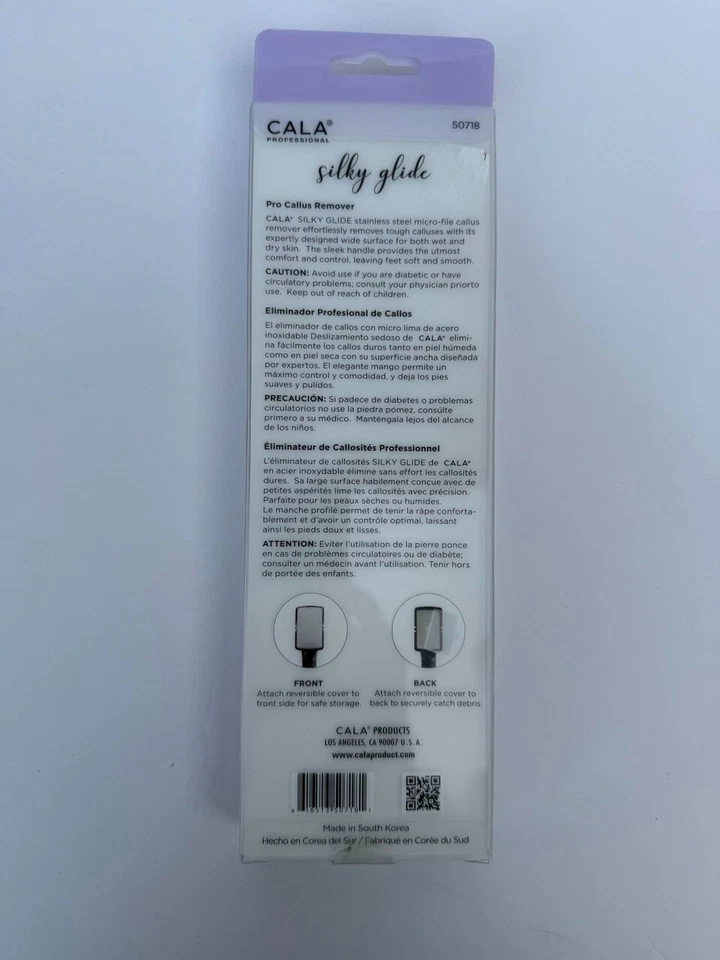 CALA®
PROFESSIONAL
50718
silky glide
Pro Callus Remover
CALA® SILKY GLIDE stainless steel micro-file callus
remover effortlessly removes tough calluses with its
expertly designed wide surface for both wet and
dry skin. The sleek handle provides the utmost
comfort and control, leaving feet soft and smooth.
CAUTION: Avoid use if you are diabetic or have
circulatory problems; consult your physician priorto
use. Keep out of reach of children.
Eliminador Profesional de Callos
El eliminador de callos con micro lima de acero
inoxidable Deslizamiento sedoso de CALA® elimi-
na fácilmente los callos duros tanto en piel húmeda
como en piel seca con su superficie ancha diseñada
por expertos. El elegante mango permite un
máximo control y comodidad, y deja los pies
suaves y pulidos.
PRECAUCIÓN: Si padece de diabetes o problemas
circulatorios no use la piedra pómez, consúlte
primero a su médico. Manténgala lejos del alcance
de los niños.
Éliminateur de Callosités Professionnel
L'éliminateur de callosités SILKY GLIDE de CALA®
en acier inoxydable élimine sans effort les callosités
dures. Sa large surface habilement conçue avec de
petites aspérités lime les callosités avec précision.
Parfaite pour les peaux sèches ou humides.
Le manche profilé permet de tenir la râpe conforta-
blement et d'avoir un contrôle optimal, laissant
ainsi les pieds doux et lisses.
ATTENTION: Eviter l'utilisation de la pierre ponce
en cas de problèmes circulatoires ou de diabète;
consulter un médecin avant l'utilisation. Tenir hors
de portée des enfants.
FRONT
Attach reversible cover to
front side for safe storage.
BACK
Attach reversible cover to
back to securely catch debris.
CALA® PRODUCTS
LOS ANGELES, CA 90007 U.S.A.
www.calaproduct.com
Made in South Korea
Hecho en Corea del Sur / Fabriqué en Corée du Sud